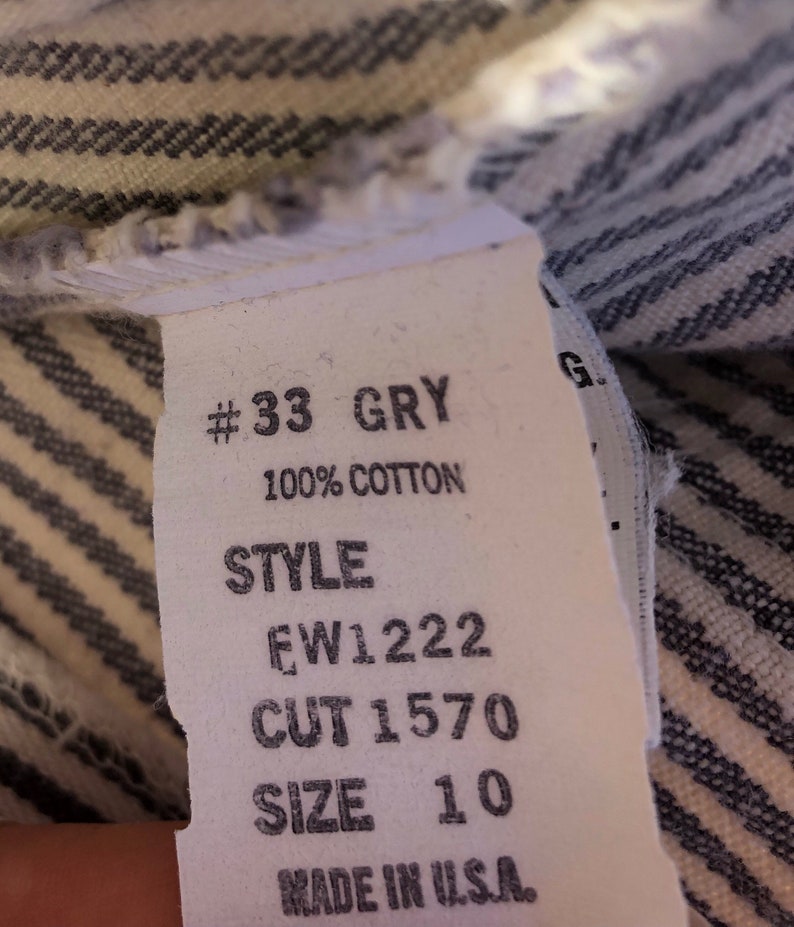 #33 GRY
100% COTTON
STYLE
EW1222
CUT 1570
SIZE 10
MADE IN U.S.A.
G.